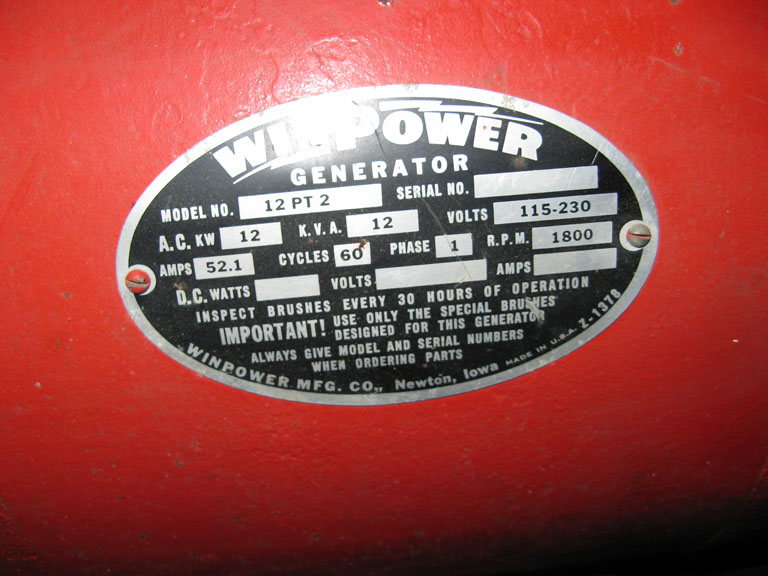 WINPOWER
GENERATOR
MODEL NO. 12 PT 2 SERIAL NO.
A.C. KW 12 K.V.A. 12 VOLTS 115-230
AMPS 52.1 CYCLES 60 PHASE 1 R.P.M. 1800
D.C. WATTS VOLTS AMPS
INSPECT BRUSHES EVERY 30 HOURS OF OPERATION
IMPORTANT! USE ONLY THE SPECIAL BRUSHES
DESIGNED FOR THIS GENERATOR
ALWAYS GIVE MODEL AND SERIAL NUMBERS
WHEN ORDERING PARTS
WINPOWER MFG. CO., Newton, Iowa MADE IN U.S.A. Z-1378